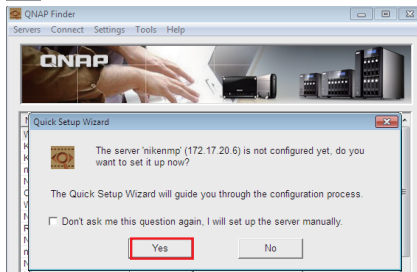 QNAP Finder
Servers Connect Settings Tools Help
QNAP
Quick Setup Wizard
The server 'nikenmp' (172.17.20.6) is not configured yet, do you
want to set it up now?
The Quick Setup Wizard will guide you through the configuration process.
Don't ask me this question again, I will set up the server manually.
Yes No